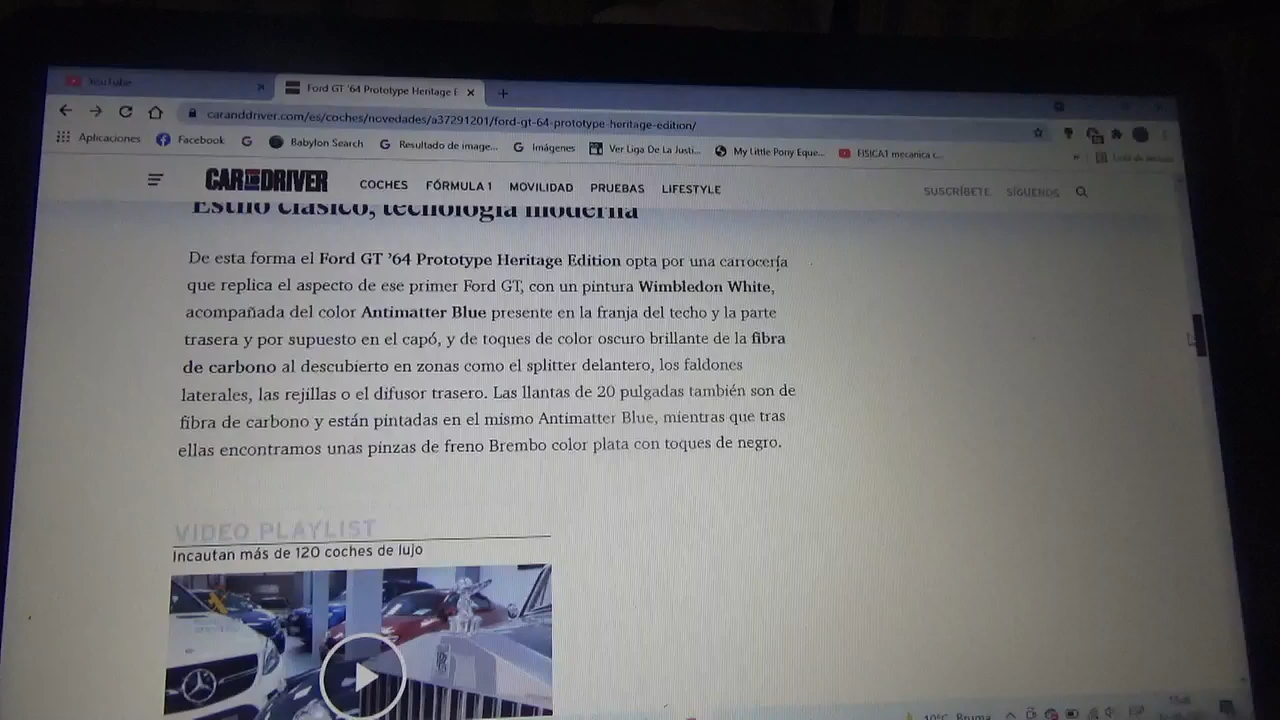 YouTube
Ford GT '64 Prototype Heritage E
caranddriver.com/es/coches/novedades/a37291201/ford-gt-64-prototype-heritage-edition/
Aplicaciones Facebook G Babylon Search Resultado de image... Imágenes Ver Liga De La Justi... My Little Pony Eque... FISICA1 mecanica c...
CAR AND DRIVER COCHES FÓRMULA 1 MOVILIDAD PRUEBAS LIFESTYLE SUSCRÍBETE SÍGUENOS
Estilo clásico, tecnología moderna
De esta forma el Ford GT '64 Prototype Heritage Edition opta por una carrocería
que replica el aspecto de ese primer Ford GT, con un pintura Wimbledon White,
acompañada del color Antimatter Blue presente en la franja del techo y la parte
trasera y por supuesto en el capó, y de toques de color oscuro brillante de la fibra
de carbono al descubierto en zonas como el splitter delantero, los faldones
laterales, las rejillas o el difusor trasero. Las llantas de 20 pulgadas también son de
fibra de carbono y están pintadas en el mismo Antimatter Blue, mientras que tras
ellas encontramos unas pinzas de freno Brembo color plata con toques de negro.
VIDEO PLAYLIST
Incautan más de 120 coches de lujo
10°C Bruma